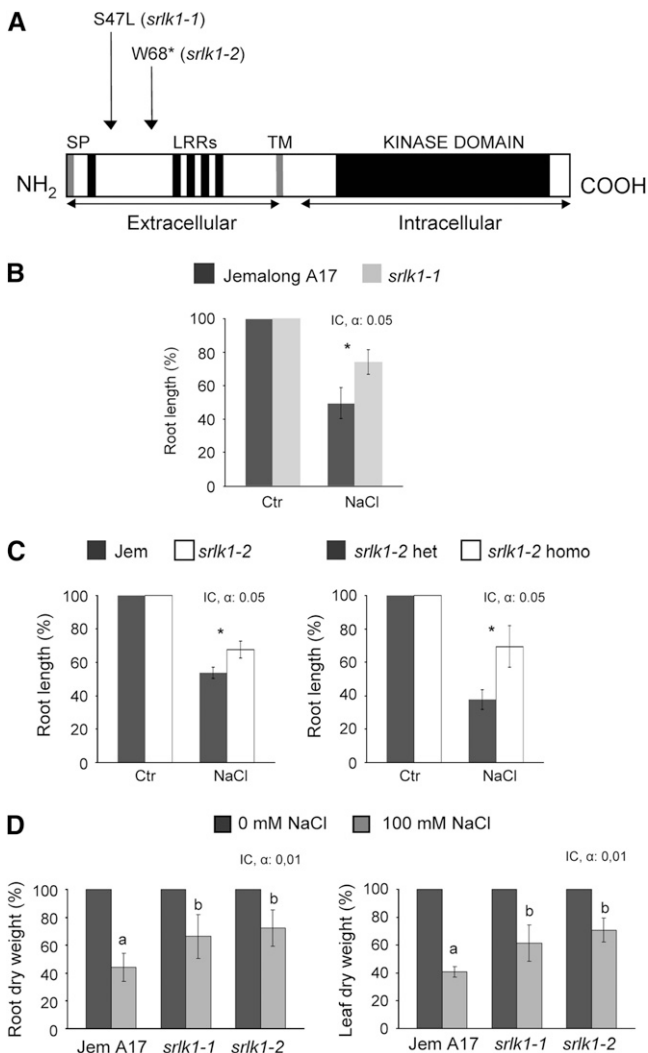 A
S47L (srlk1-1)
W68* (srlk1-2)
SP LRRs TM KINASE DOMAIN
NH2 COOH
Extracellular Intracellular
B
Jemalong A17 srlk1-1
IC, α: 0.05
Root length (%)
100
80
60
40
20
0
*
Ctr NaCl
C
Jem srlk1-2
IC, α: 0.05
Root length (%)
100
80
60
40
20
0
*
Ctr NaCl
srlk1-2 het srlk1-2 homo
IC, α: 0.05
Root length (%)
100
80
60
40
20
0
*
Ctr NaCl
D
0 mM NaCl 100 mM NaCl
IC, α: 0,01
Root dry weight (%)
100
80
60
40
20
0
a b b
Jem A17 srlk1-1 srlk1-2
IC, α: 0,01
Leaf dry weight (%)
100
80
60
40
20
0
a b b
Jem A17 srlk1-1 srlk1-2